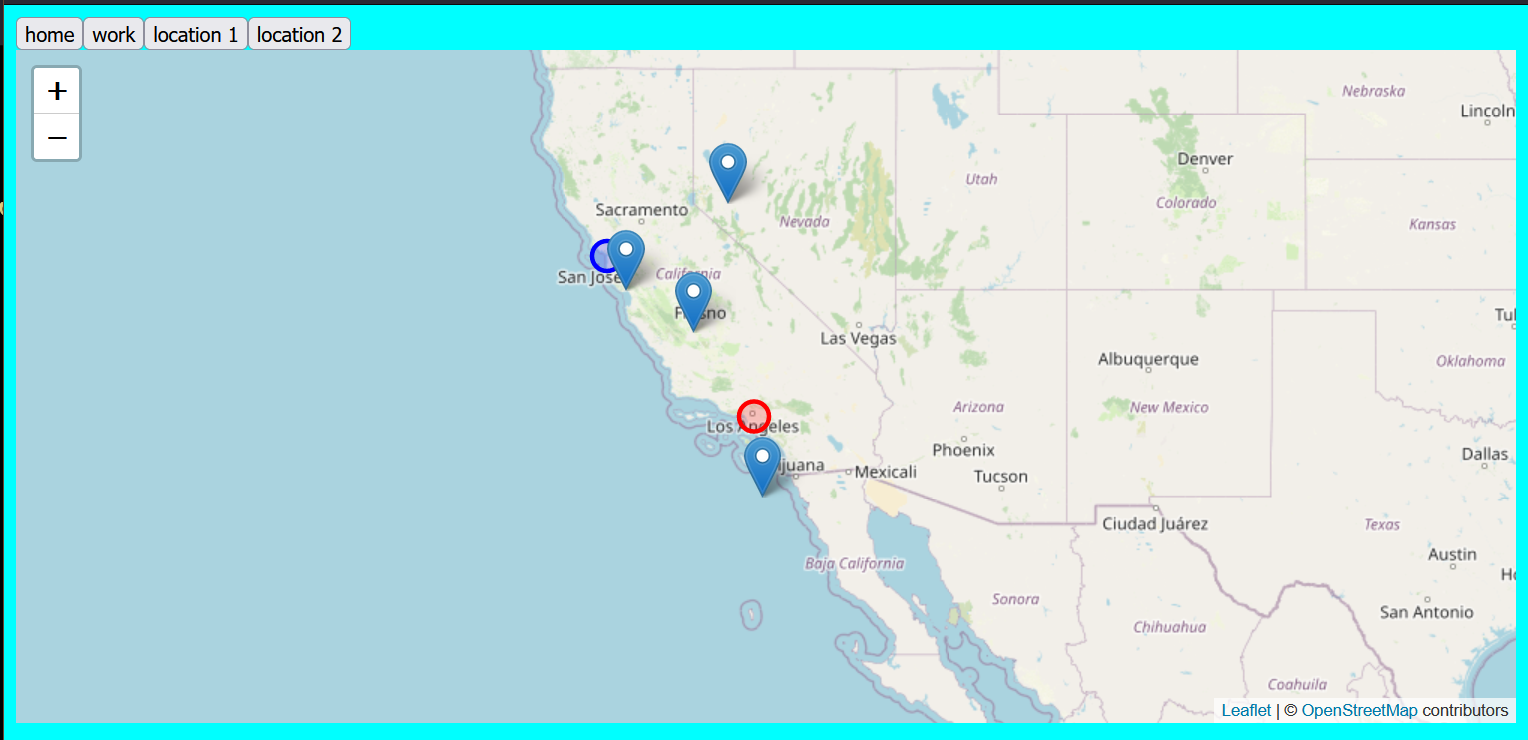 home work location 1 location 2
+
−
Nebraska
Lincoln
Denver
Utah
Colorado
Sacramento
Nevada
Kansas
San Jose
California
Fresno
Las Vegas
Albuquerque
Oklahoma
Arizona
New Mexico
Los Angeles
Phoenix
Dallas
Mexicali
Tucson
Ciudad Juárez
Texas
Austin
Baja California
Sonora
San Antonio
Chihuahua
Coahuila
Leaflet | © OpenStreetMap contributors